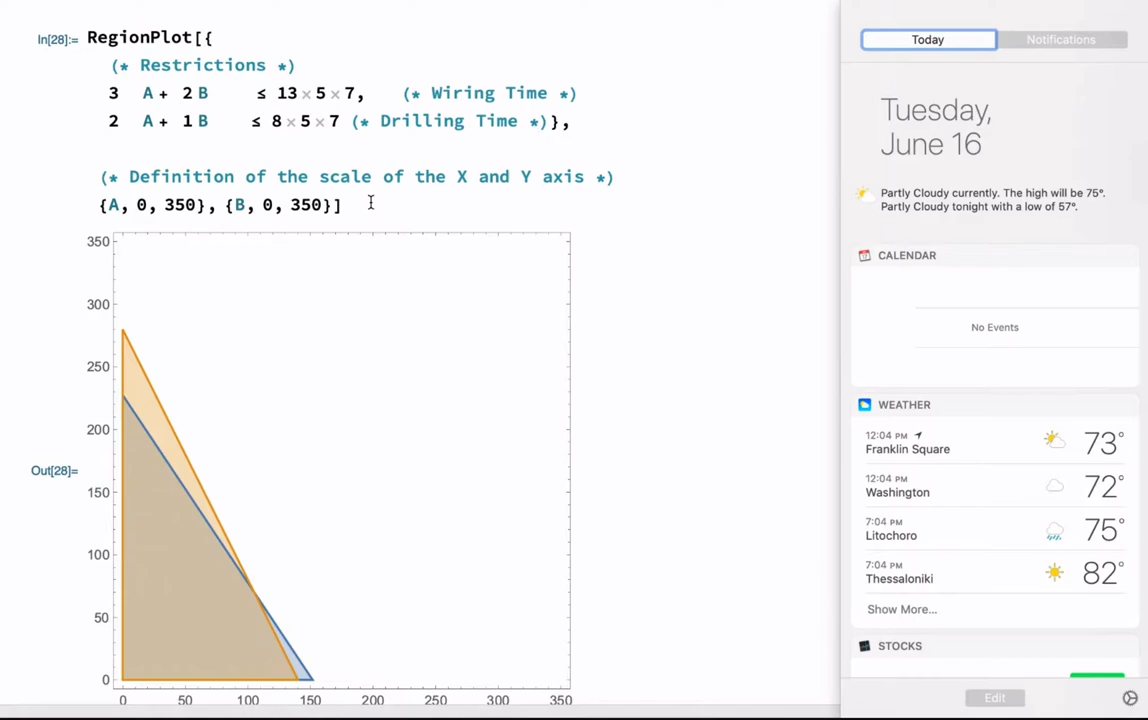 In[28]:= RegionPlot[{
(* Restrictions *)
3 A + 2 B ≤ 13 × 5 × 7, (* Wiring Time *)
2 A + 1 B ≤ 8 × 5 × 7 (* Drilling Time *)},
(* Definition of the scale of the X and Y axis *)
{A, 0, 350}, {B, 0, 350}]
350
300
250
200
Out[28]=
150
100
50
0
0 50 100 150 200 250 300 350
Today Notifications
Tuesday,
June 16
Partly Cloudy currently. The high will be 75°.
Partly Cloudy tonight with a low of 57°.
CALENDAR
No Events
WEATHER
12:04 PM
Franklin Square 73°
12:04 PM
Washington 72°
7:04 PM
Litochoro 75°
7:04 PM
Thessaloniki 82°
Show More...
STOCKS
Edit